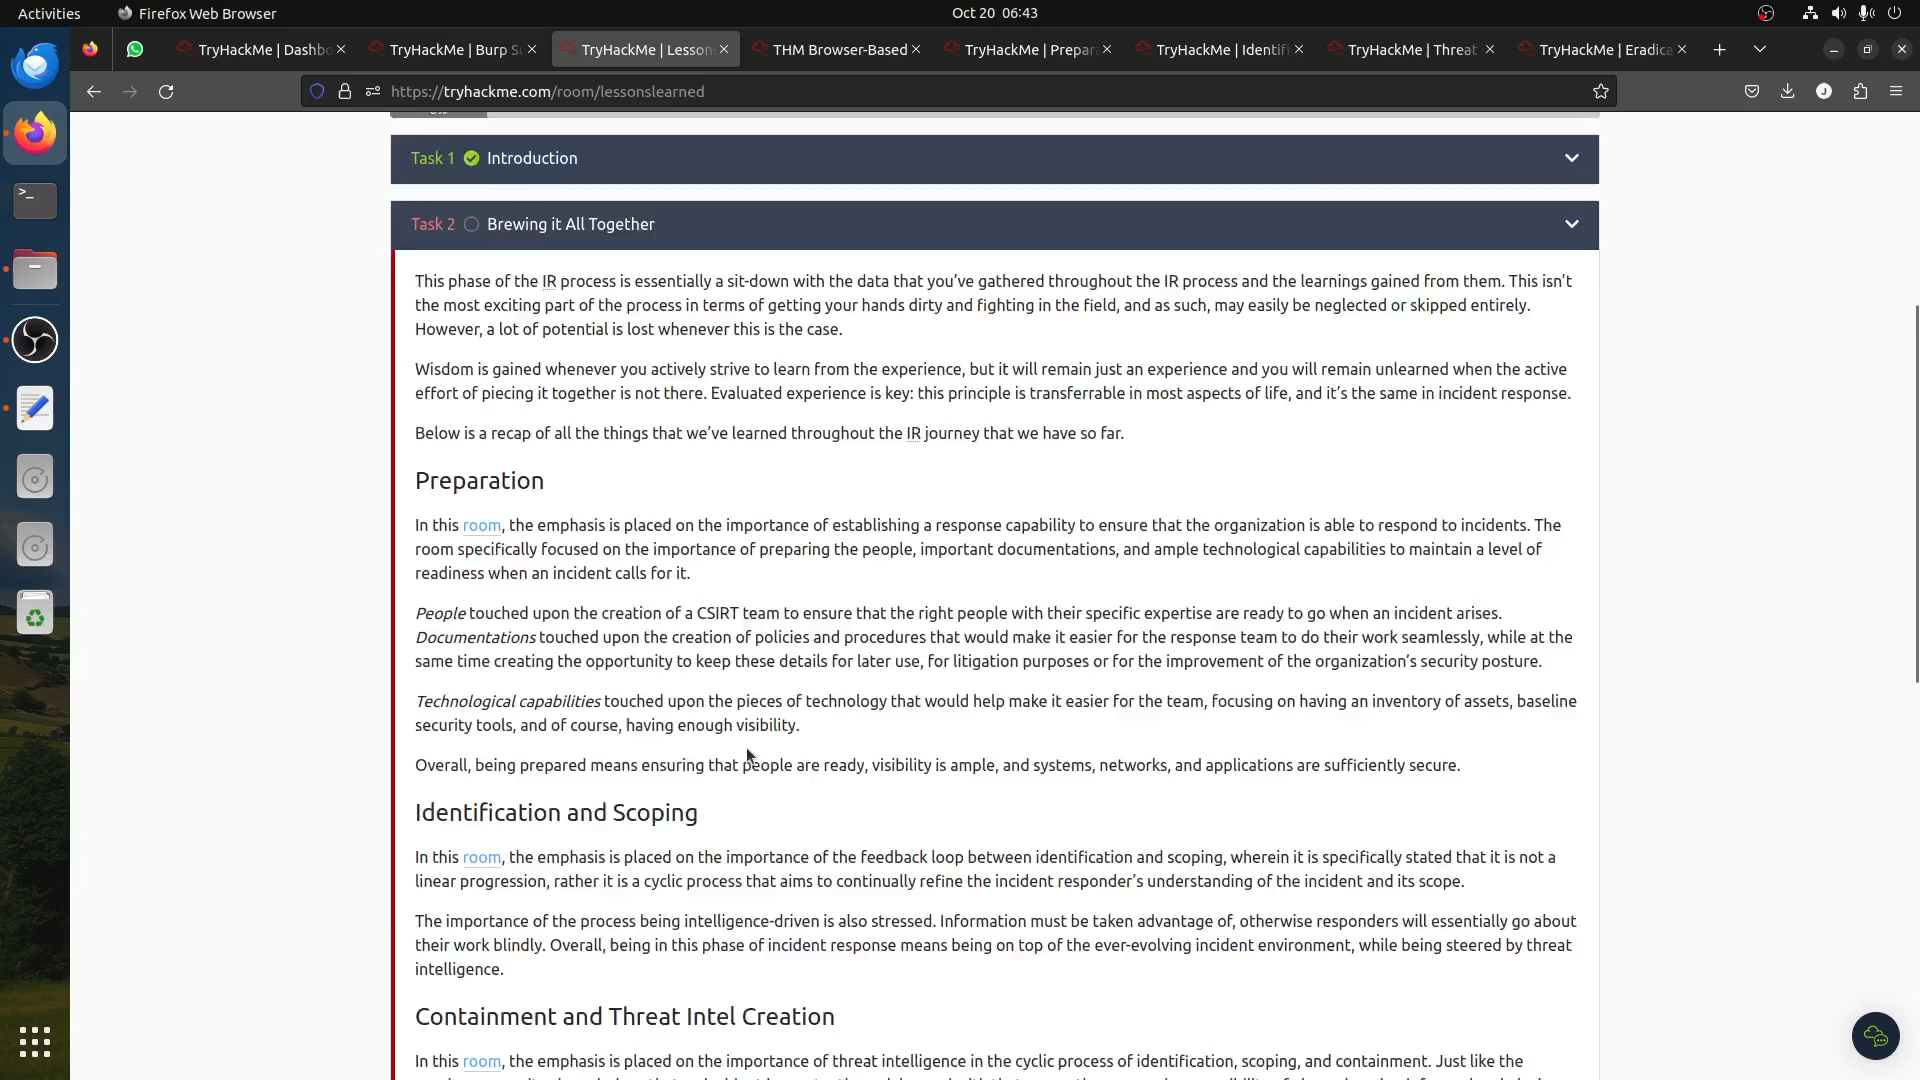 Activities
Firefox Web Browser
Oct 20 06:43
TryHackMe | Dashbo
TryHackMe | Burp S
TryHackMe | Lesson
THM Browser-Based
TryHackMe | Prepar
TryHackMe | Identif
TryHackMe | Threat
TryHackMe | Eradica
https://tryhackme.com/room/lessonslearned
Task 1 Introduction
Task 2 Brewing it All Together
This phase of the IR process is essentially a sit-down with the data that you’ve gathered throughout the IR process and the learnings gained from them. This isn’t
the most exciting part of the process in terms of getting your hands dirty and fighting in the field, and as such, may easily be neglected or skipped entirely.
However, a lot of potential is lost whenever this is the case.
Wisdom is gained whenever you actively strive to learn from the experience, but it will remain just an experience and you will remain unlearned when the active
effort of piecing it together is not there. Evaluated experience is key: this principle is transferrable in most aspects of life, and it’s the same in incident response.
Below is a recap of all the things that we’ve learned throughout the IR journey that we have so far.
Preparation
In this room, the emphasis is placed on the importance of establishing a response capability to ensure that the organization is able to respond to incidents. The
room specifically focused on the importance of preparing the people, important documentations, and ample technological capabilities to maintain a level of
readiness when an incident calls for it.
People touched upon the creation of a CSIRT team to ensure that the right people with their specific expertise are ready to go when an incident arises.
Documentations touched upon the creation of policies and procedures that would make it easier for the response team to do their work seamlessly, while at the
same time creating the opportunity to keep these details for later use, for litigation purposes or for the improvement of the organization’s security posture.
Technological capabilities touched upon the pieces of technology that would help make it easier for the team, focusing on having an inventory of assets, baseline
security tools, and of course, having enough visibility.
Overall, being prepared means ensuring that people are ready, visibility is ample, and systems, networks, and applications are sufficiently secure.
Identification and Scoping
In this room, the emphasis is placed on the importance of the feedback loop between identification and scoping, wherein it is specifically stated that it is not a
linear progression, rather it is a cyclic process that aims to continually refine the incident responder’s understanding of the incident and its scope.
The importance of the process being intelligence-driven is also stressed. Information must be taken advantage of, otherwise responders will essentially go about
their work blindly. Overall, being in this phase of incident response means being on top of the ever-evolving incident environment, while being steered by threat
intelligence.
Containment and Threat Intel Creation
In this room, the emphasis is placed on the importance of threat intelligence in the cyclic process of identification, scoping, and containment. Just like the